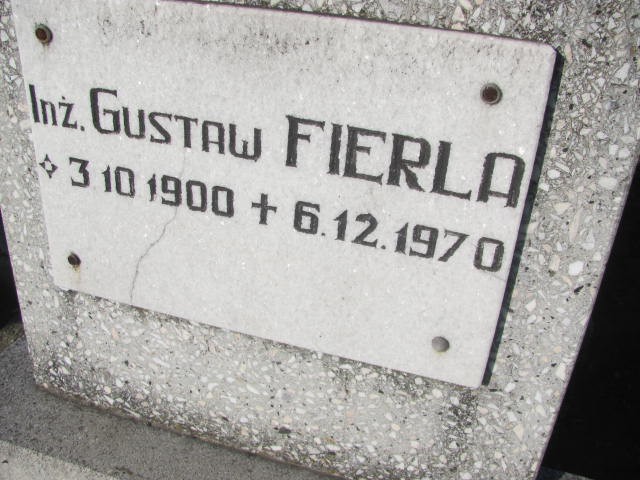 Inż. GUSTAW FIERLA
✧ 3.10.1900 + 6.12.1970